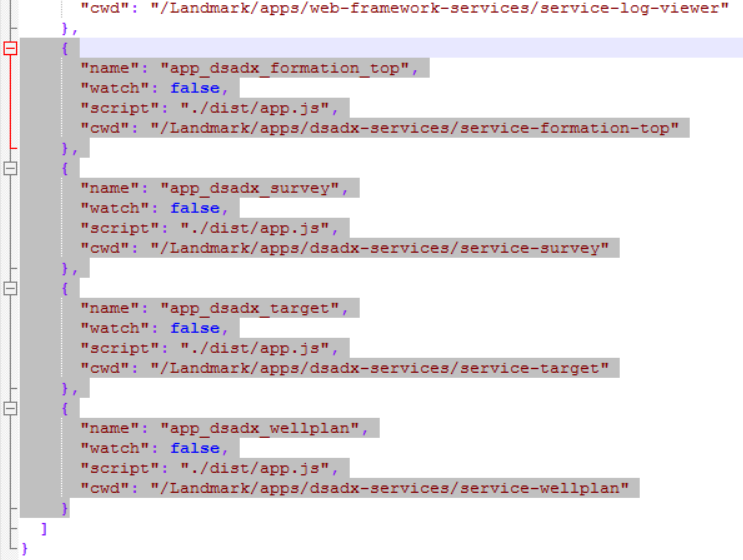 "cwd": "/Landmark/apps/web-framework-services/service-log-viewer"
},
{
"name": "app_dsadx_formation_top",
"watch": false,
"script": "./dist/app.js",
"cwd": "/Landmark/apps/dsadx-services/service-formation-top"
},
{
"name": "app_dsadx_survey",
"watch": false,
"script": "./dist/app.js",
"cwd": "/Landmark/apps/dsadx-services/service-survey"
},
{
"name": "app_dsadx_target",
"watch": false,
"script": "./dist/app.js",
"cwd": "/Landmark/apps/dsadx-services/service-target"
},
{
"name": "app_dsadx_wellplan",
"watch": false,
"script": "./dist/app.js",
"cwd": "/Landmark/apps/dsadx-services/service-wellplan"
}
]
}